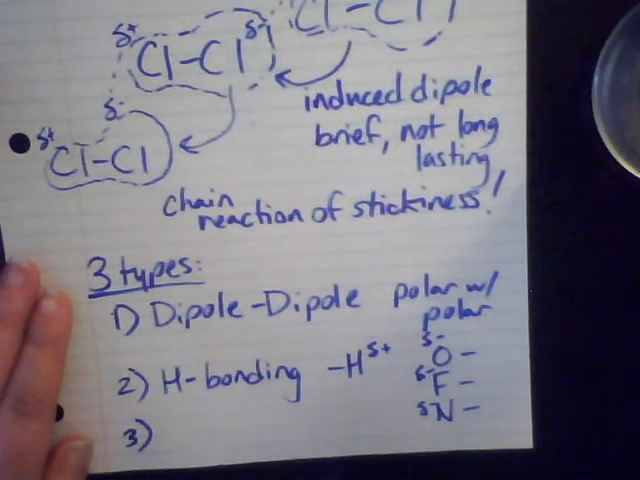 Cl-Cl
δ+ Cl-Cl δ-
induced dipole
brief, not long
lasting
δ-
δ+ Cl-Cl
chain
reaction of stickiness!
3 types:
1) Dipole-Dipole polar w/
polar
2) H-bonding -H δ+
δ- O -
δ- F -
δ- N -
3)